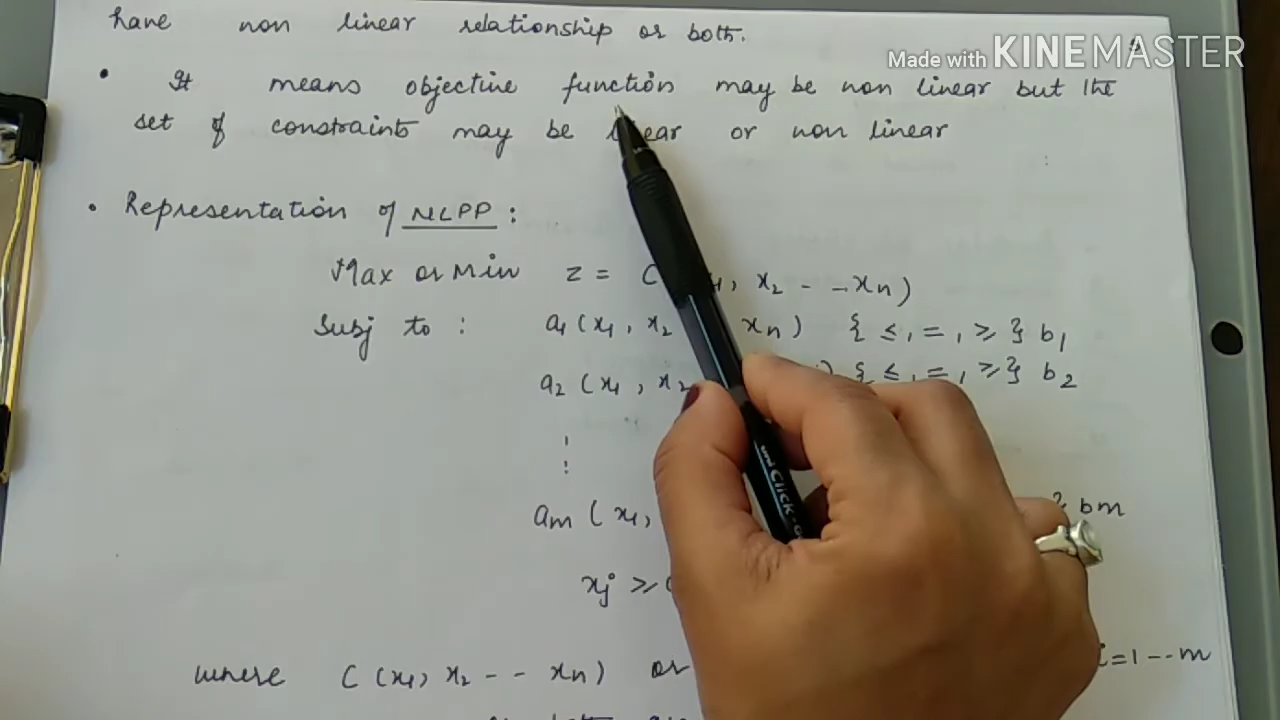 have non linear relationship or both.
Made with KINEMASTER
• It means objective function may be non linear but the
set of constraints may be linear or non linear
• Representation of NLPP :
Max or Min z = C x2 - - xn)
Subj to : a1 (x1, x2 xn) { ≤, =, ≥ } b1
a2 (x1, x2 ) { ≤, =, ≥ } b2
am (x1, } bm
xj ≥
where C (x1, x2 - - xn) or i = 1 -- m
uni Click